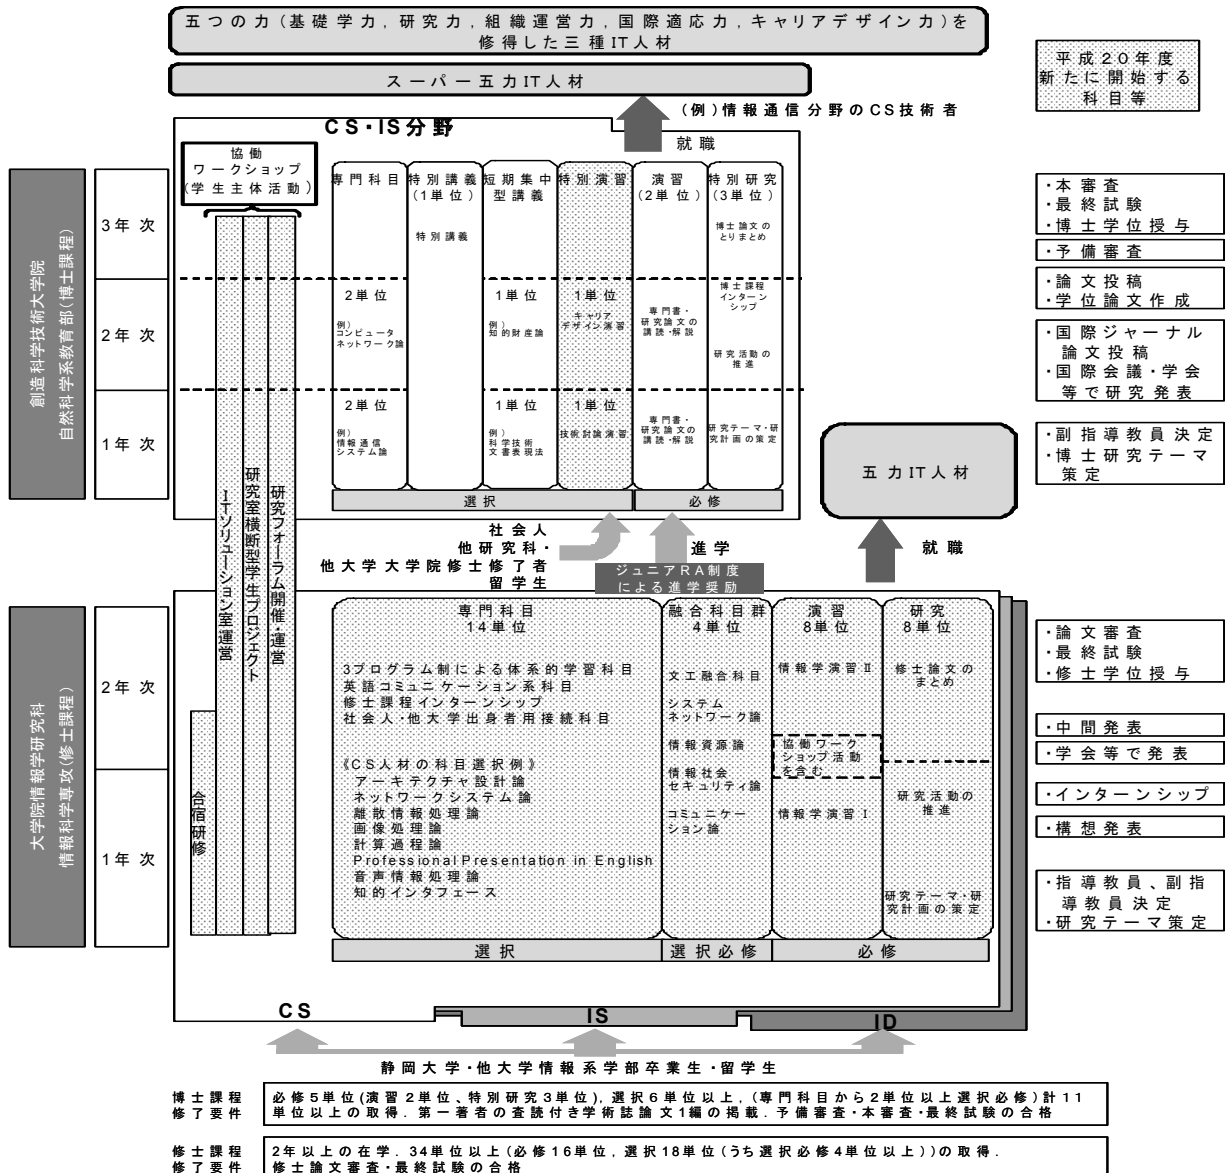 五つの力(基礎学力,研究力,組織運営力,国際適応力,キャリアデザイン力)を
修得した三種IT人材
スーパー五力IT人材
平成20年度
新たに開始する
科目等
(例)情報通信分野のCS技術者
就職
CS・IS分野
創造科学技術大学院
自然科学系教育部(博士課程)
3年次
2年次
1年次
協働
ワークショップ
(学生主体活動)
専門科目
2単位
例)
コンピュータ
ネットワーク論
2単位
例)
情報通信
システム論
特別講義
(1単位)
特別講義
短期集中
型講義
1単位
例)
知的財産論
1単位
例)
科学技術
文書表現法
特別演習
1単位
キャリア
デザイン演習
1単位
技術討論演習
演習
(2単位)
専門書・
研究論文の
講読・解説
専門書・
研究論文の
講読・解説
特別研究
(3単位)
博士論文の
とりまとめ
博士課程
インターン
シップ
研究活動の
推進
研究テーマ・研
究計画の策定
選択
必修
・本審査
・最終試験
・博士学位授与
・予備審査
・論文投稿
・学位論文作成
・国際ジャーナル
論文投稿
・国際会議・学会
等で研究発表
・副指導教員決定
・博士研究テーマ
策定
五力IT人材
就職
社会人
他研究科・
他大学大学院修士修了者
留学生
進学
ジュニアRA制度
による進学奨励
ITソリューション室運営
研究室横断型学生プロジェクト
研究フォーラム開催・運営
合宿研修
大学院情報学研究科
情報科学専攻(修士課程)
2年次
1年次
専門科目
14単位
3プログラム制による体系的学習科目
英語コミュニケーション系科目
修士課程インターンシップ
社会人・他大学出身者用接続科目
《CS人材の科目選択例》
アーキテクチャ設計論
ネットワークシステム論
離散情報処理論
画像処理論
計算過程論
Professional Presentation in English
音声情報処理論
知的インタフェース
融合科目群
4単位
文工融合科目
システム
ネットワーク論
情報資源論
情報社会
セキュリティ論
コミュニケー
ション論
演習
8単位
情報学演習Ⅱ
協働ワーク
ショップ活動
を含む
情報学演習Ⅰ
研究
8単位
修士論文の
まとめ
研究活動の
推進
研究テーマ・研
究計画の策定
選択
選択必修
必修
・論文審査
・最終試験
・修士学位授与
・中間発表
・学会等で発表
・インターンシップ
・構想発表
・指導教員、副指
導教員決定
・研究テーマ策定
CS
IS
ID
静岡大学・他大学情報系学部卒業生・留学生
博士課程
修了要件
必修5単位(演習2単位、特別研究3単位),選択6単位以上,(専門科目から2単位以上選択必修)計11
単位以上の取得.第一著者の査読付き学術誌論文1編の掲載.予備審査・本審査・最終試験の合格
修士課程
修了要件
2年以上の在学.34単位以上(必修16単位,選択18単位(うち選択必修4単位以上))の取得.
修士論文審査・最終試験の合格